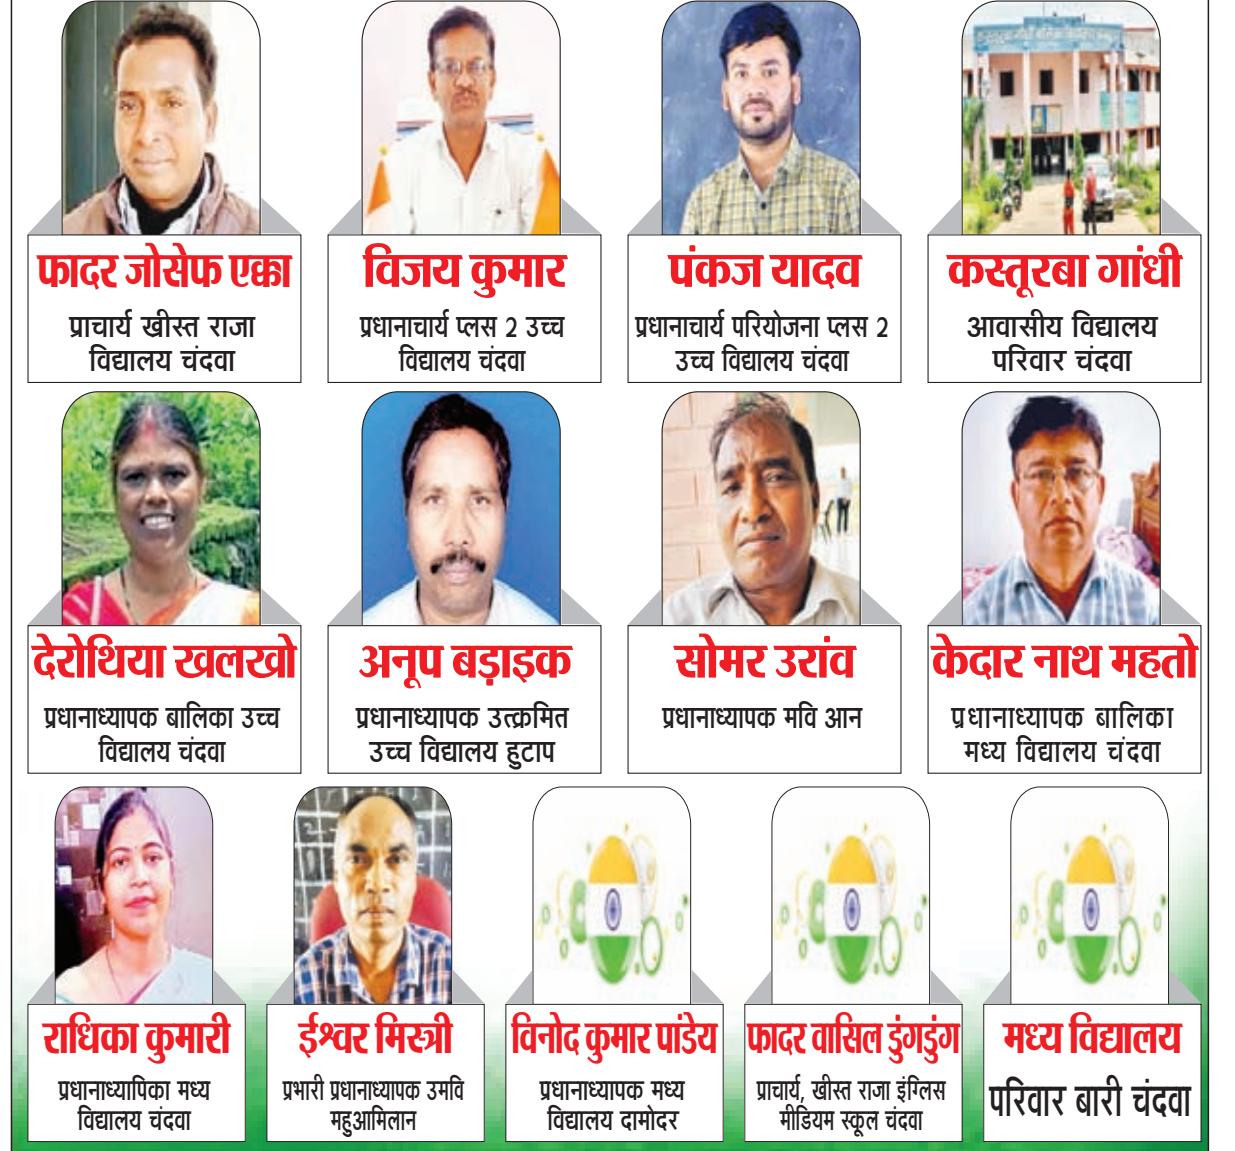 फादर जोसेफ एक्का
प्राचार्य खीस्त राजा
विद्यालय चंदवा
विजय कुमार
प्रधानाचार्य प्लस 2 उच्च
विद्यालय चंदवा
पंकज यादव
प्रधानाचार्य परियोजना प्लस 2
उच्च विद्यालय चंदवा
कस्तूरबा गांधी
आवासीय विद्यालय
परिवार चंदवा
देरोथिया खलखो
प्रधानाध्यापक बालिका उच्च
विद्यालय चंदवा
अनूप बड़ाइक
प्रधानाध्यापक उत्क्रमित
उच्च विद्यालय हुटाप
सोमर उरांव
प्रधानाध्यापक मवि आन
केदार नाथ महतो
प्रधानाध्यापक बालिका
मध्य विद्यालय चंदवा
राधिका कुमारी
प्रधानाध्यापिका मध्य
विद्यालय चंदवा
ईश्वर मिस्त्री
प्रभारी प्रधानाध्यापक उमवि
महुआमिलान
विनोद कुमार पांडेय
प्रधानाध्यापक मध्य
विद्यालय दामोदर
फादर वासिल डुंगडुंग
प्राचार्य, खीस्त राजा इंग्लिस
मीडियम स्कूल चंदवा
मध्य विद्यालय
परिवार बारी चंदवा